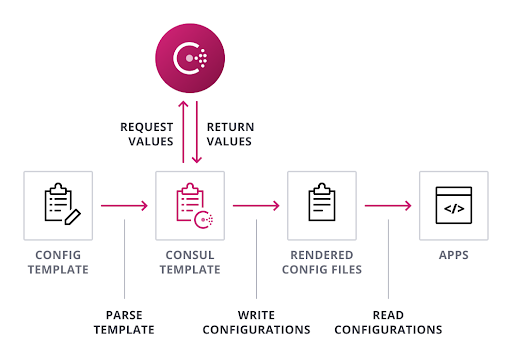 REQUEST
VALUES
RETURN
VALUES
</>
CONFIG
TEMPLATE
CONSUL
TEMPLATE
RENDERED
CONFIG FILES
APPS
PARSE
TEMPLATE
WRITE
CONFIGURATIONS
READ
CONFIGURATIONS